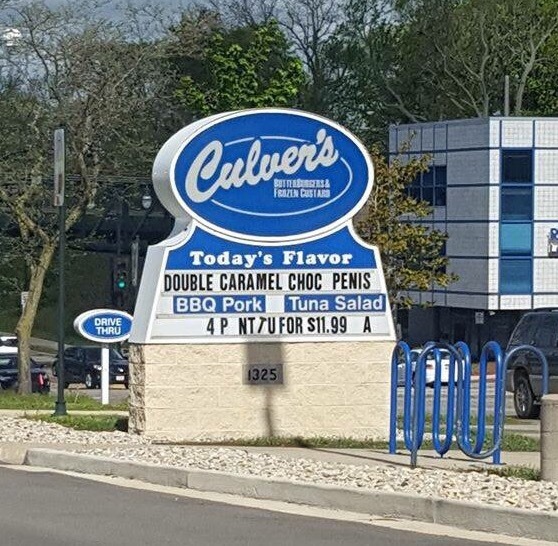 Culver's
BUTTERBURGERS &
FROZEN CUSTARD
Today's Flavor
DOUBLE CARAMEL CHOC PENIS
BBQ Pork Tuna Salad
4 P NT TU FOR $11.99 A
1325
DRIVE
THRU